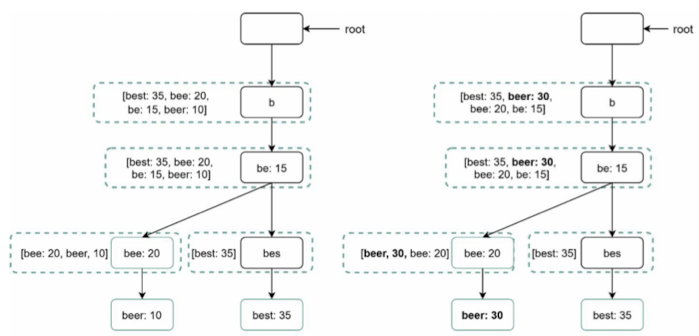 root
[best: 35, bee: 20,
be: 15, beer: 10]
b
[best: 35, bee: 20,
be: 15, beer: 10]
be: 15
[bee: 20, beer, 10]
bee: 20
[best: 35]
bes
beer: 10
best: 35
root
[best: 35, beer: 30,
bee: 20, be: 15]
b
[best: 35, beer: 30,
bee: 20, be: 15]
be: 15
[beer, 30, bee: 20]
bee: 20
[best: 35]
bes
beer: 30
best: 35